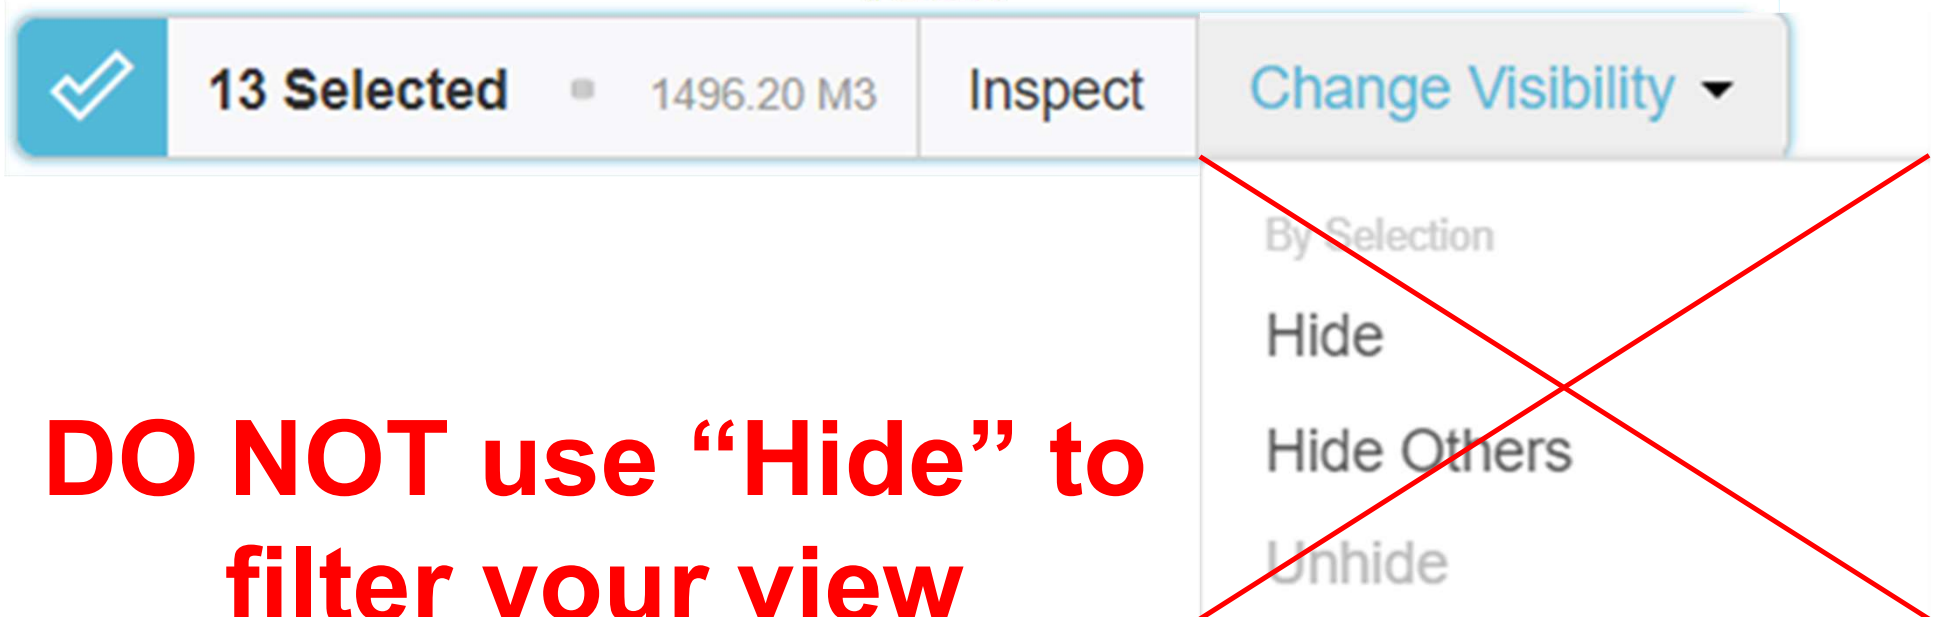 13 Selected 1496.20 M3 Inspect Change Visibility
By Selection
Hide
Hide Others
Unhide
DO NOT use “Hide” to
filter your view